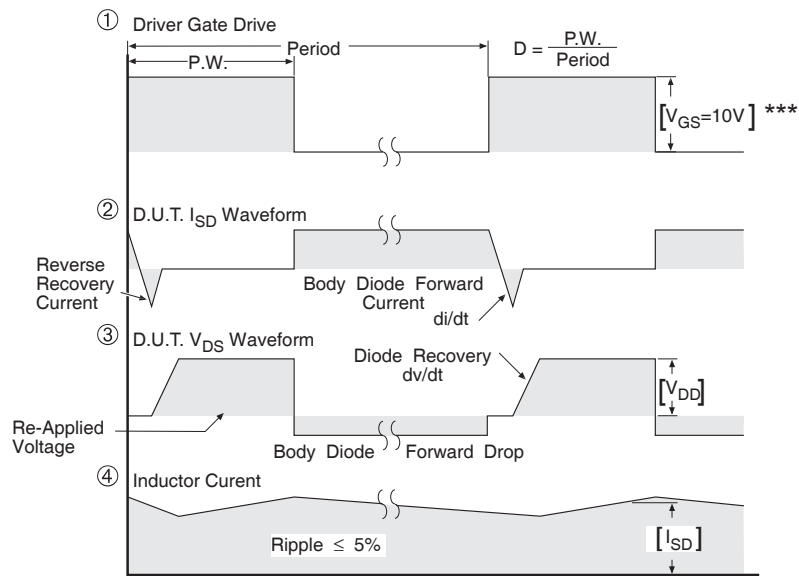 ① Driver Gate Drive
P.W.
Period
D = P.W. / Period
[VGS=10V] ***
② D.U.T. ISD Waveform
Reverse
Recovery
Current
Body Diode Forward
Current
di/dt
③ D.U.T. VDS Waveform
Diode Recovery
dv/dt
[VDD]
Re-Applied
Voltage
Body Diode Forward Drop
④ Inductor Curent
Ripple ≤ 5%
[ISD]